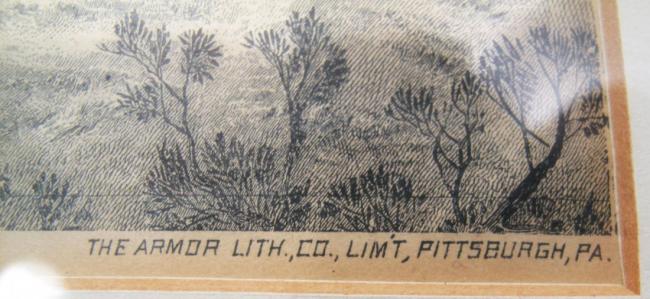 THE ARMOR LITH., CO., LIM'T, PITTSBURGH, PA.